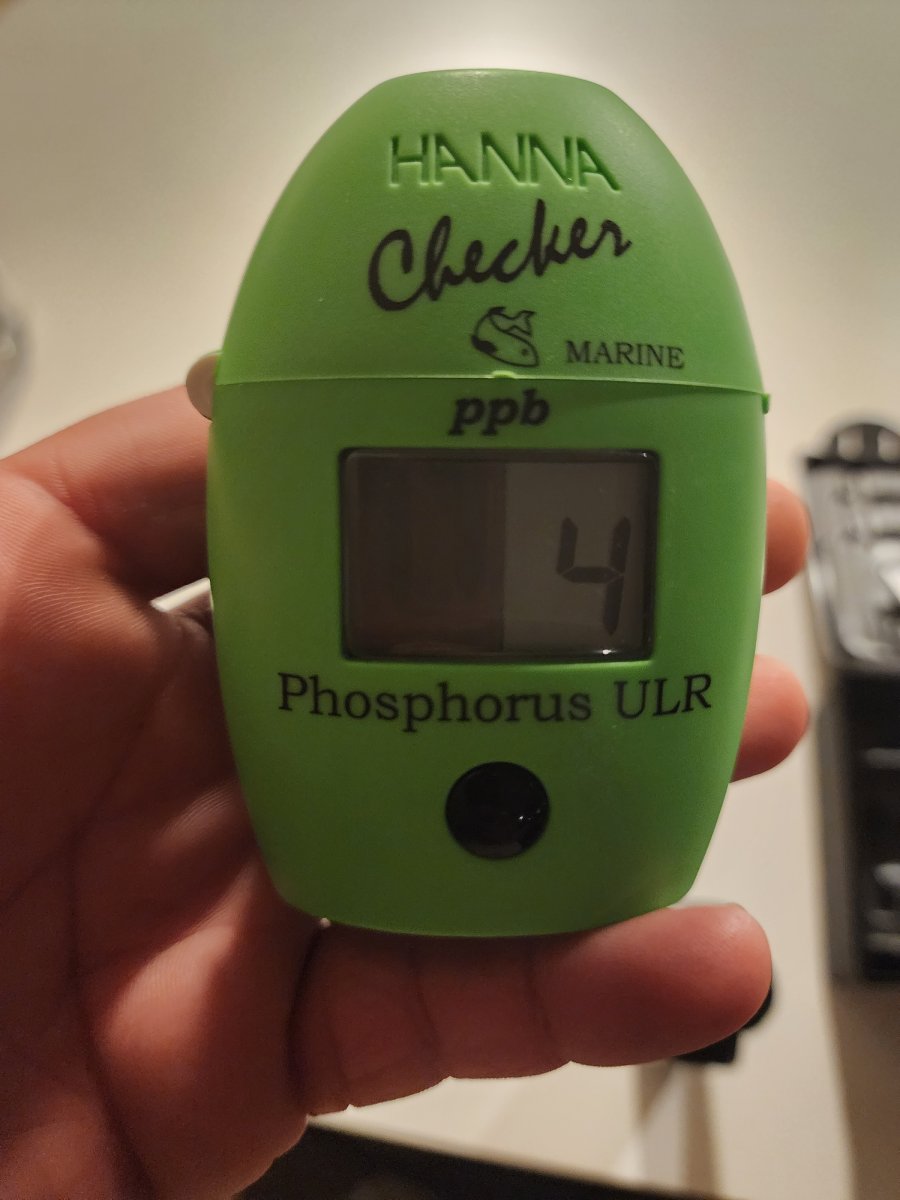 HANNA
Checker
MARINE
ppb
4
Phosphorus ULR